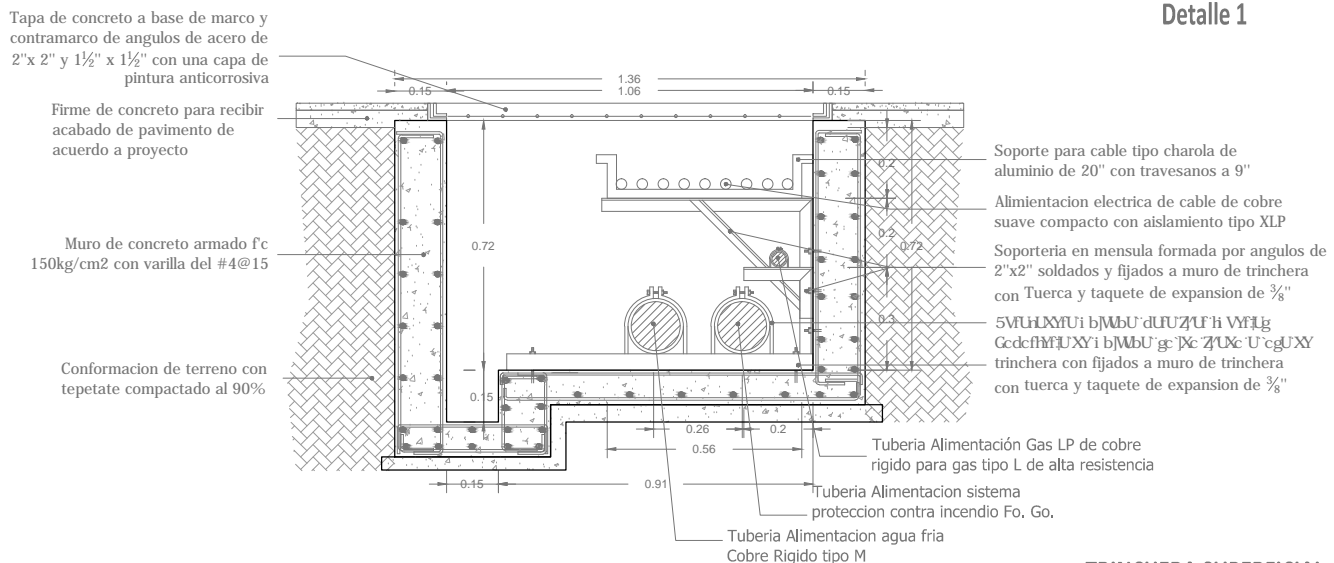 Detalle 1
Tapa de concreto a base de marco y
contramarco de angulos de acero de
2"x 2" y 1½" x 1½" con una capa de
pintura anticorrosiva
Firme de concreto para recibir
acabado de pavimento de
acuerdo a proyecto
Muro de concreto armado f'c
150kg/cm2 con varilla del #4@15
Conformacion de terreno con
tepetate compactado al 90%
1.36
0.15
1.06
0.15
0.72
0.15
0.2
0.2
0.72
0.3
0.26
0.2
0.56
0.15
0.91
Soporte para cable tipo charola de
aluminio de 20" con travesanos a 9"
Alimentacion electrica de cable de cobre
suave compacto con aislamiento tipo XLP
Soporteria en mensula formada por angulos de
2"x2" soldados y fijados a muro de trinchera
con Tuerca y taquete de expansion de ⅜"
trinchera con fijados a muro de trinchera
con tuerca y taquete de expansion de ⅜"
Tuberia Alimentación Gas LP de cobre
rigido para gas tipo L de alta resistencia
Tuberia Alimentacion sistema
proteccion contra incendio Fo. Go.
Tuberia Alimentacion agua fria
Cobre Rigido tipo M